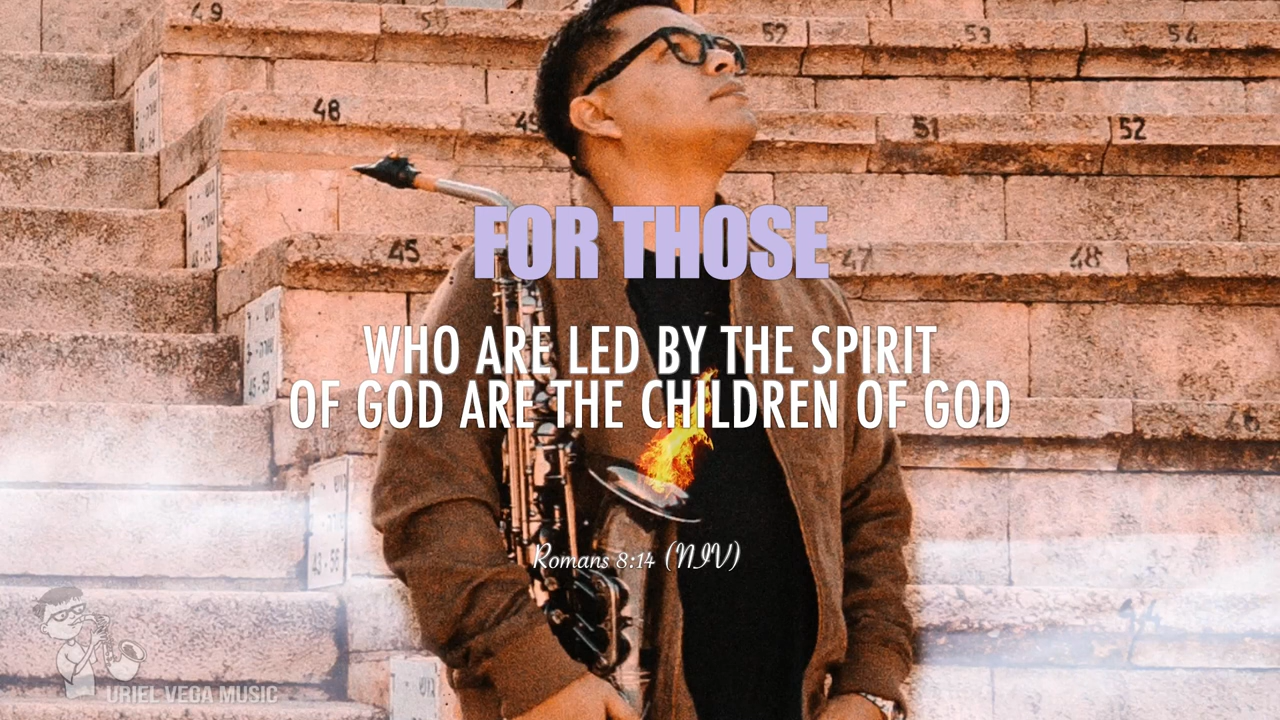 49 50 52 53 54
48 49 51 52
FOR THOSE
45 47 48
WHO ARE LED BY THE SPIRIT
OF GOD ARE THE CHILDREN OF GOD
Romans 8:14 (NIV)
URIEL VEGA MUSIC